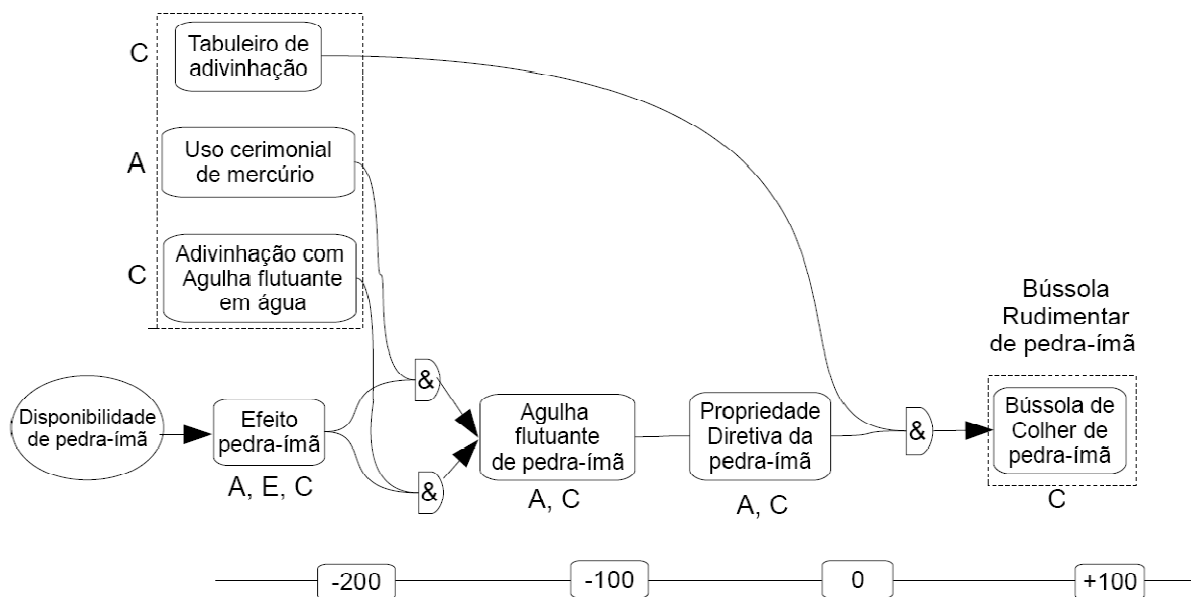 C
Tabuleiro de
adivinhação
A
Uso cerimonial
de mercúrio
C
Adivinhação com
Agulha flutuante
em água
Disponibilidade
de pedra-ímã
Efeito
pedra-ímã
A, E, C
&
&
Agulha
flutuante
de pedra-ímã
A, C
Propriedade
Diretiva da
pedra-ímã
A, C
&
Bússola
Rudimentar
de pedra-ímã
Bússola de
Colher de
pedra-ímã
C
-200
-100
0
+100